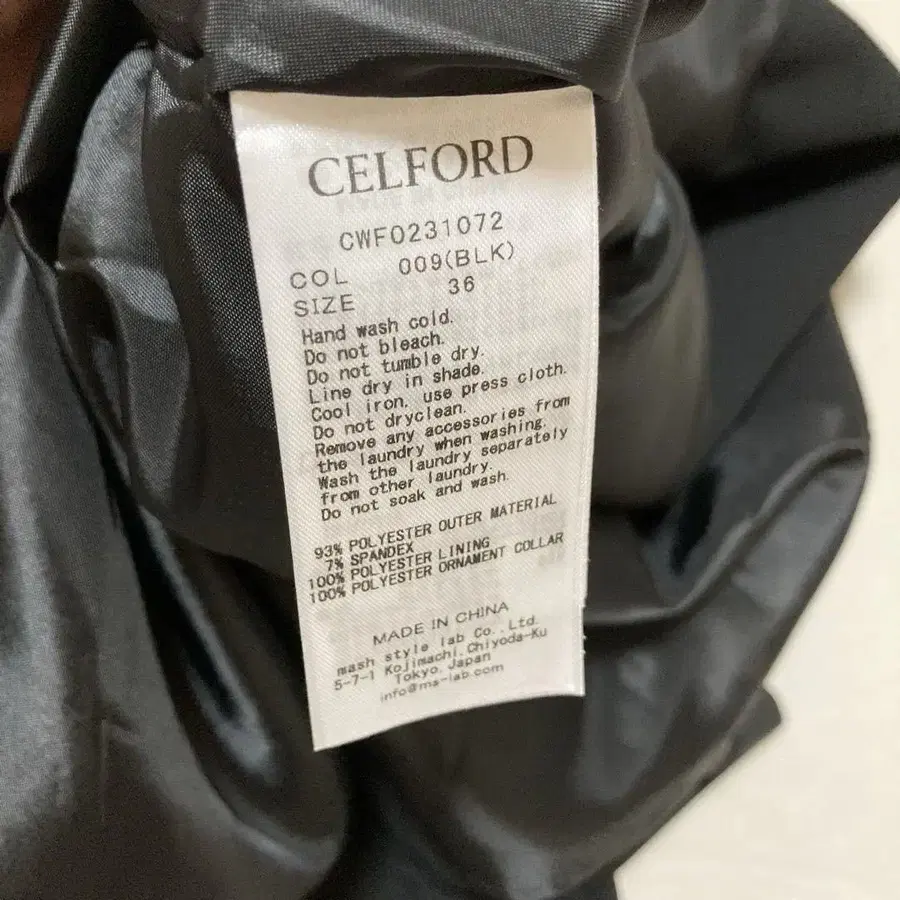 CELFORD
CWFO231072
COL 009(BLK)
SIZE 36
Hand wash cold.
Do not bleach.
Do not tumble dry.
Line dry in shade.
Cool iron, use press cloth.
Do not dryclean.
Remove any accessories from
the laundry when washing.
Wash the laundry separately
from other laundry.
Do not soak and wash.
93% POLYESTER OUTER MATERIAL
7% SPANDEX
100% POLYESTER LINING
100% POLYESTER ORNAMENT COLLAR
MADE IN CHINA
mash style lab Co.,Ltd.
5-7-1 Kojimachi,Chiyoda-Ku
Tokyo,Japan
info@ms-lab.com